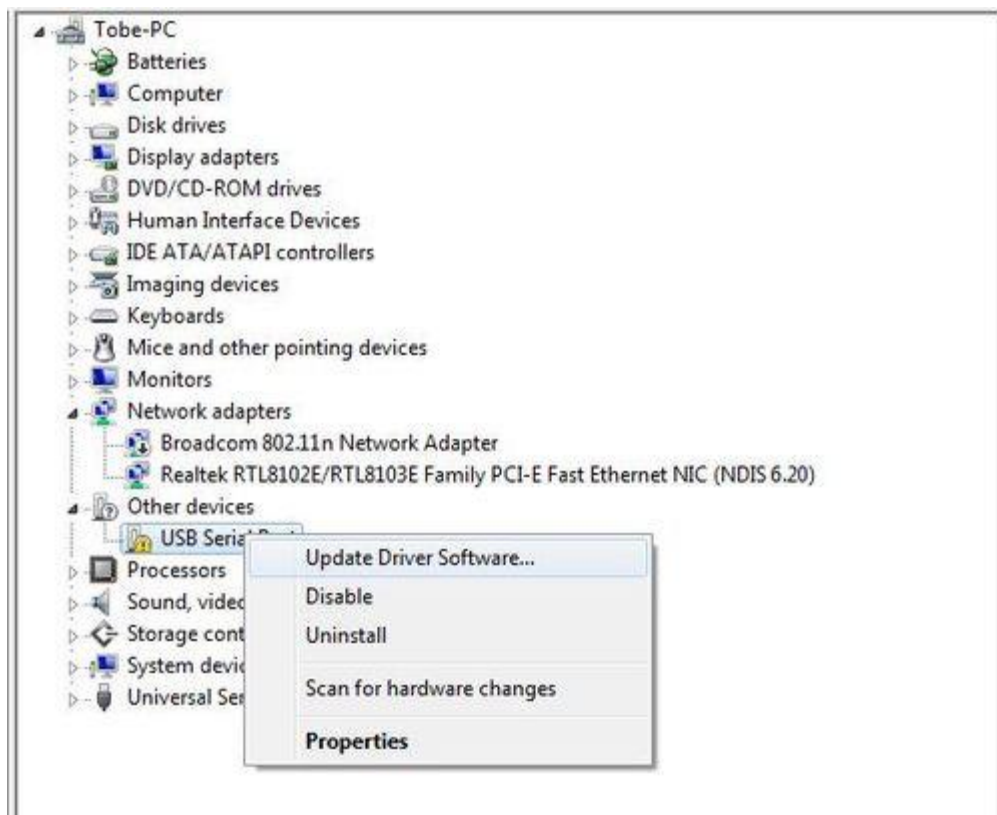 Tobe-PC
Batteries
Computer
Disk drives
Display adapters
DVD/CD-ROM drives
Human Interface Devices
IDE ATA/ATAPI controllers
Imaging devices
Keyboards
Mice and other pointing devices
Monitors
Network adapters
Broadcom 802.11n Network Adapter
Realtek RTL8102E/RTL8103E Family PCI-E Fast Ethernet NIC (NDIS 6.20)
Other devices
USB Seria
Processors
Sound, video
Storage cont
System devic
Universal Ser
Update Driver Software...
Disable
Uninstall
Scan for hardware changes
Properties